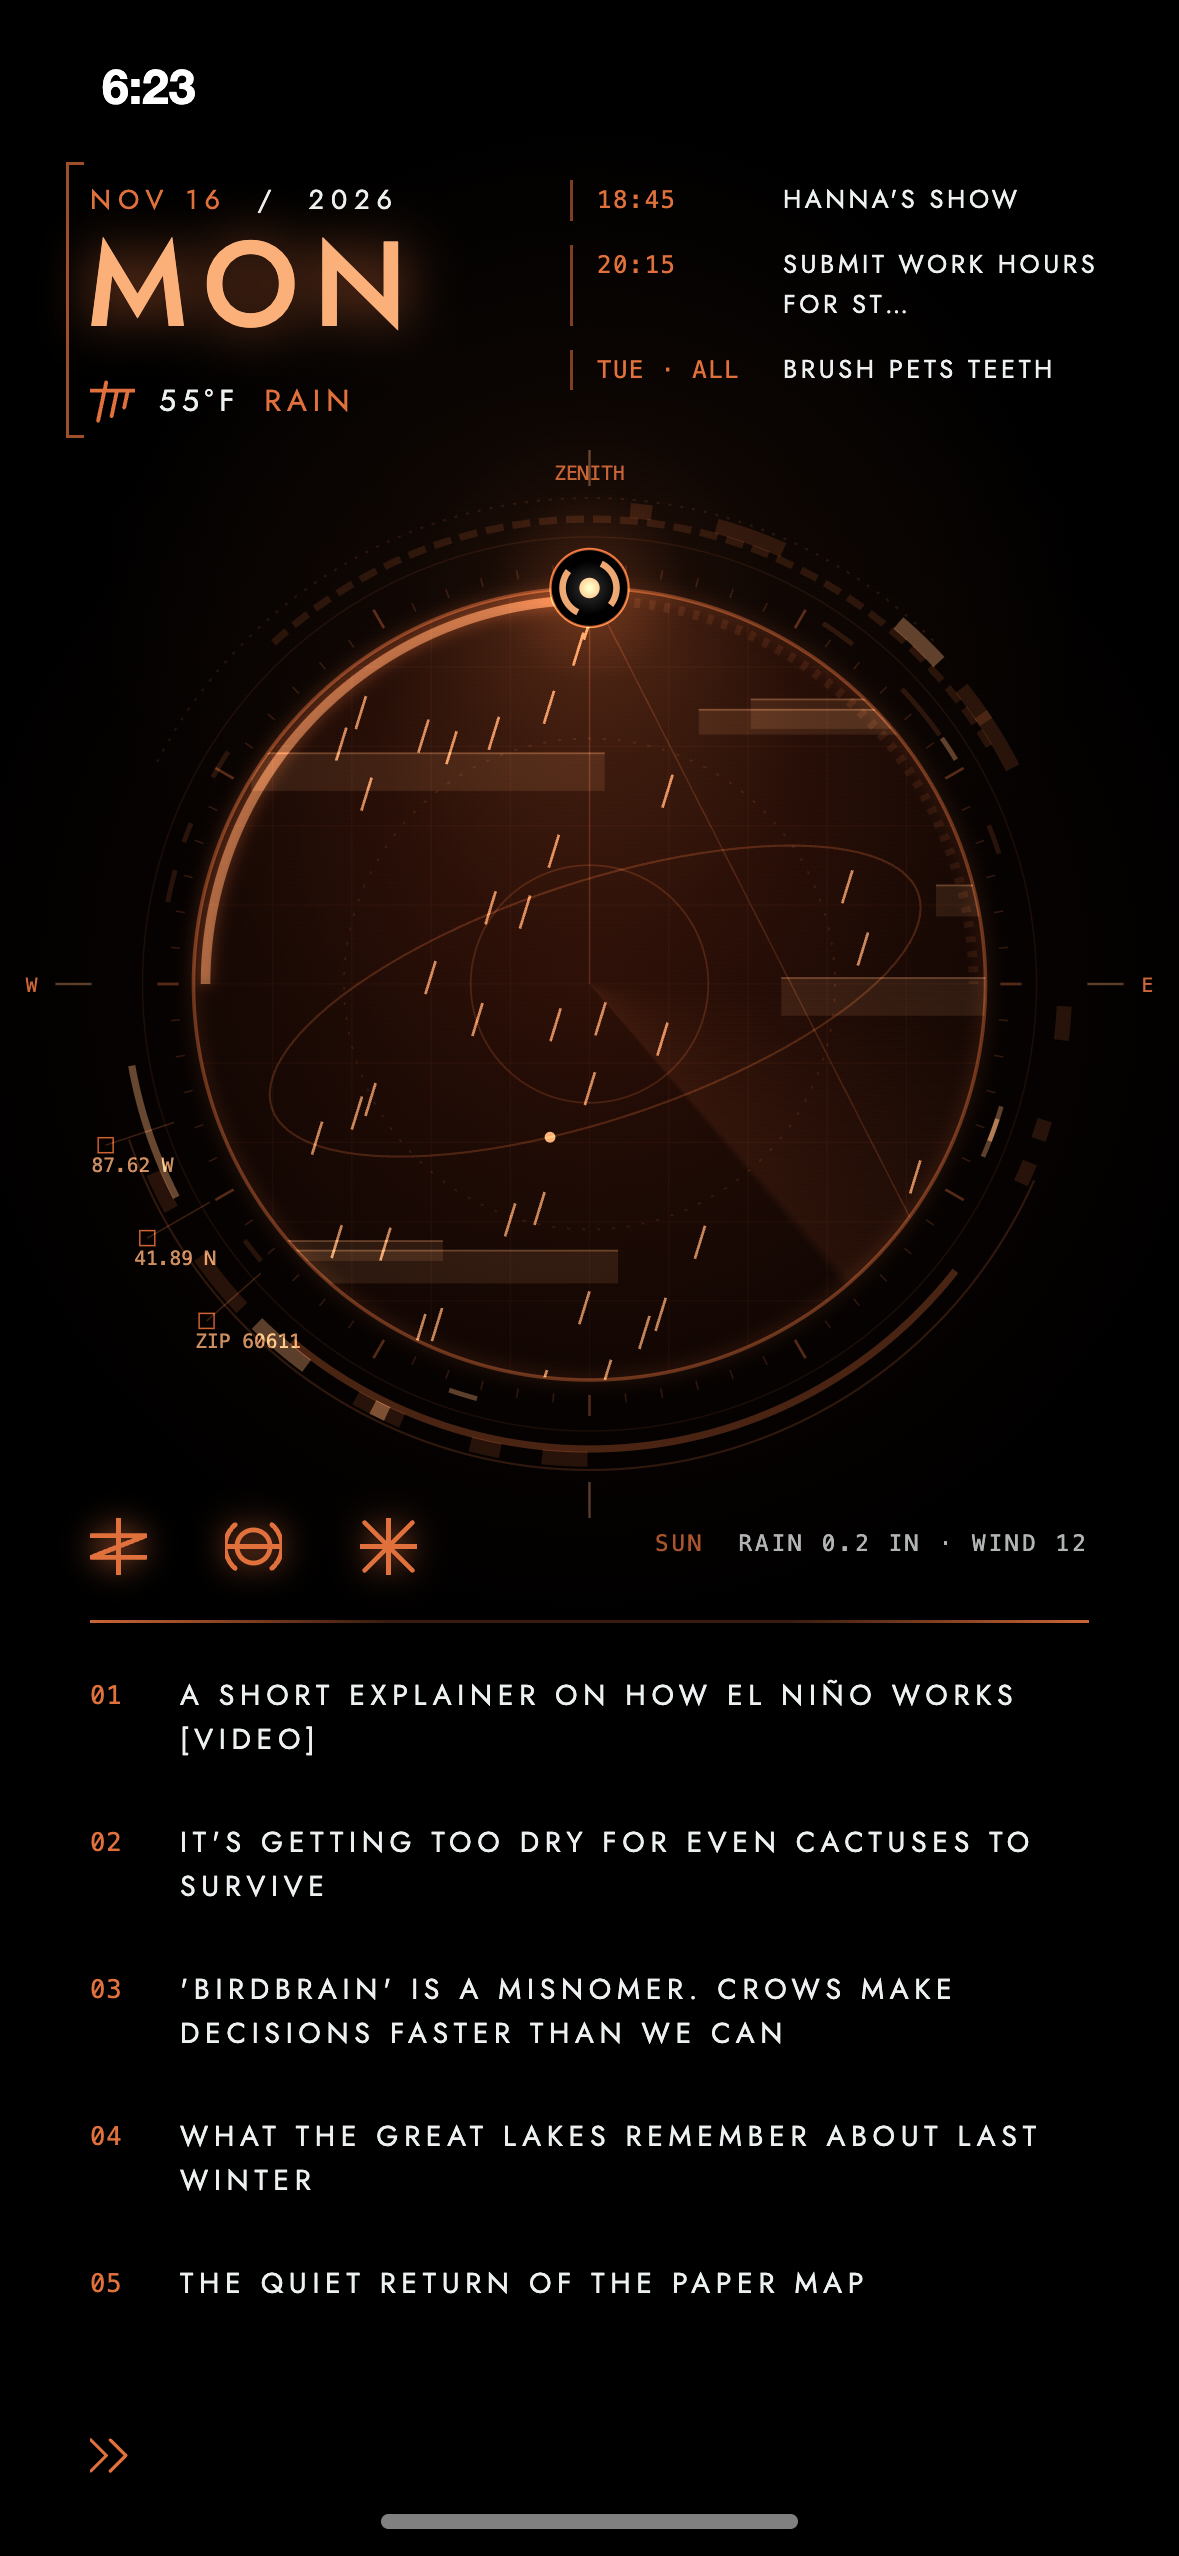 6:23
NOV 16 / 2026
MON
55°F RAIN
18:45 HANNA'S SHOW
20:15 SUBMIT WORK HOURS
FOR ST...
TUE · ALL BRUSH PETS TEETH
ZENITH
W
E
87.62 W
41.89 N
ZIP 60611
SUN RAIN 0.2 IN · WIND 12
01 A SHORT EXPLAINER ON HOW EL NIÑO WORKS
[VIDEO]
02 IT'S GETTING TOO DRY FOR EVEN CACTUSES TO
SURVIVE
03 'BIRDBRAIN' IS A MISNOMER. CROWS MAKE
DECISIONS FASTER THAN WE CAN
04 WHAT THE GREAT LAKES REMEMBER ABOUT LAST
WINTER
05 THE QUIET RETURN OF THE PAPER MAP